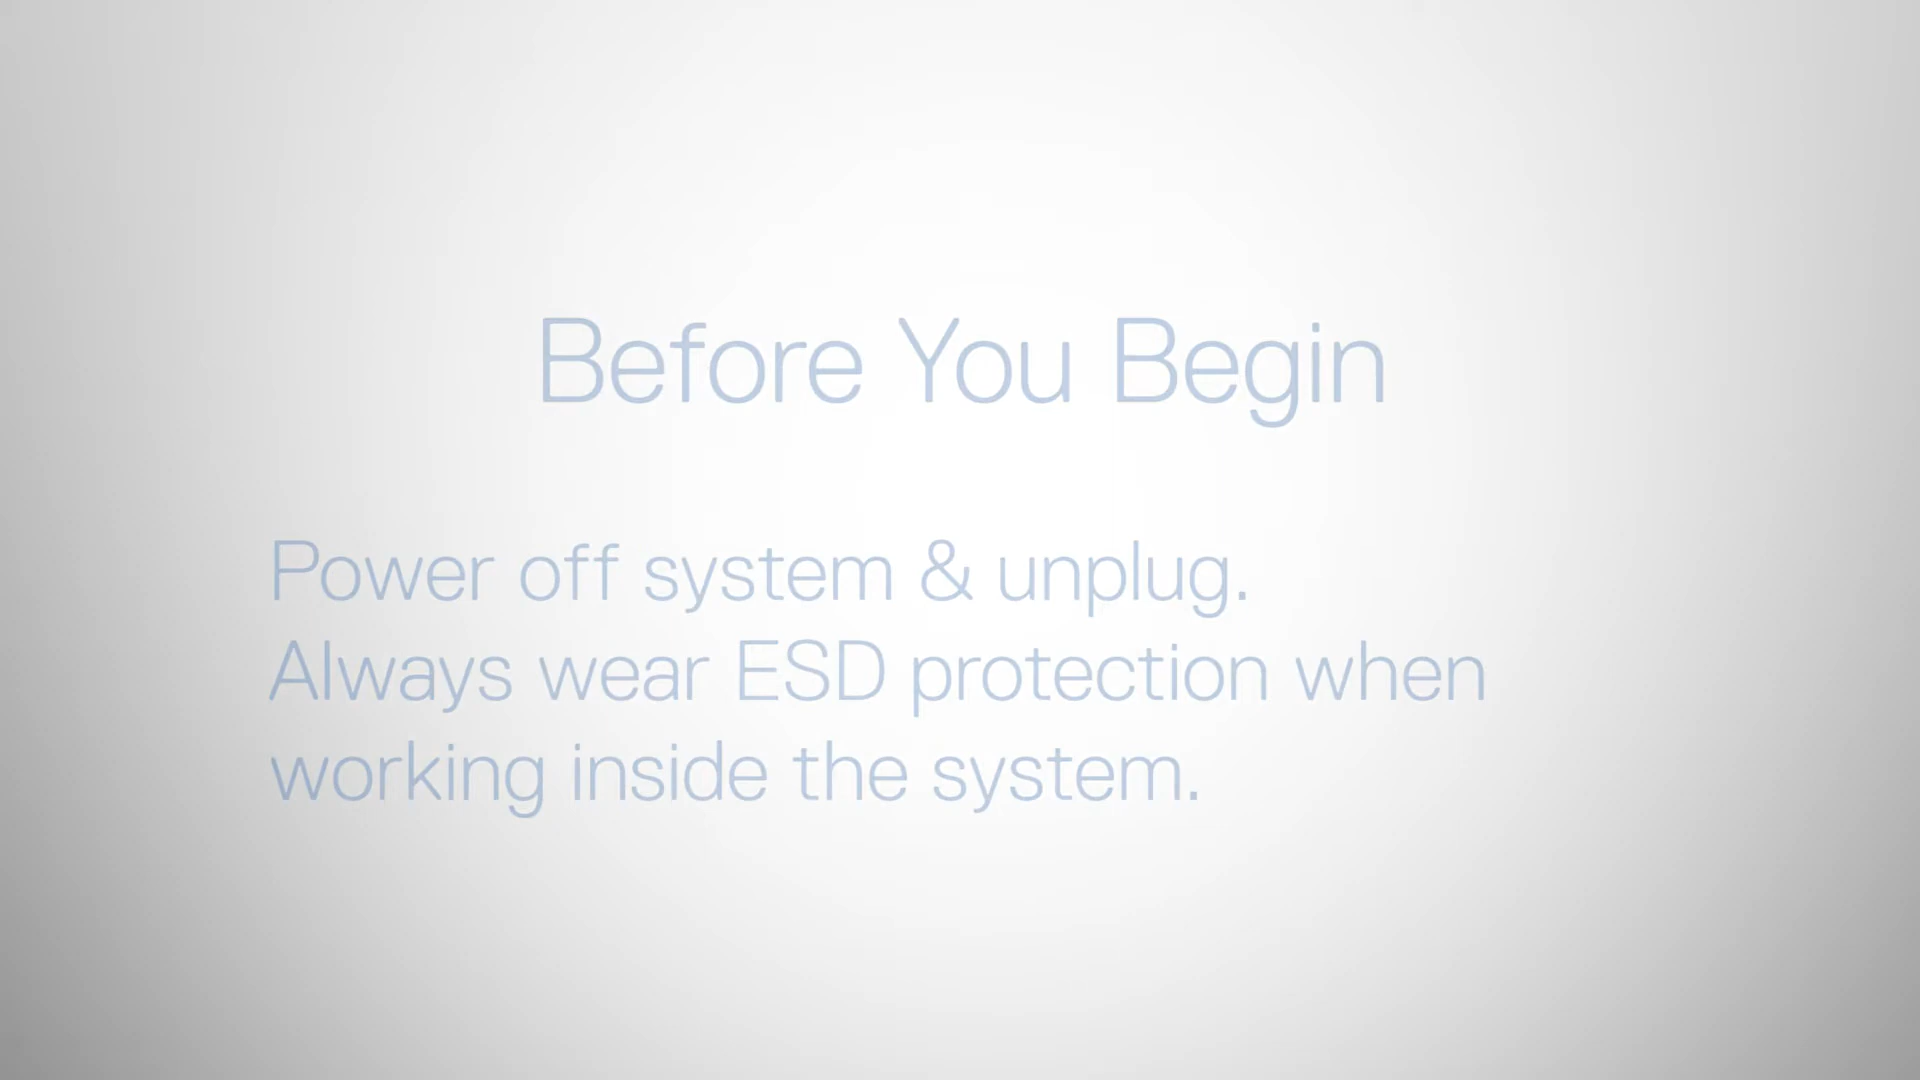 Before You Begin
Power off system & unplug.
Always wear ESD protection when
working inside the system.